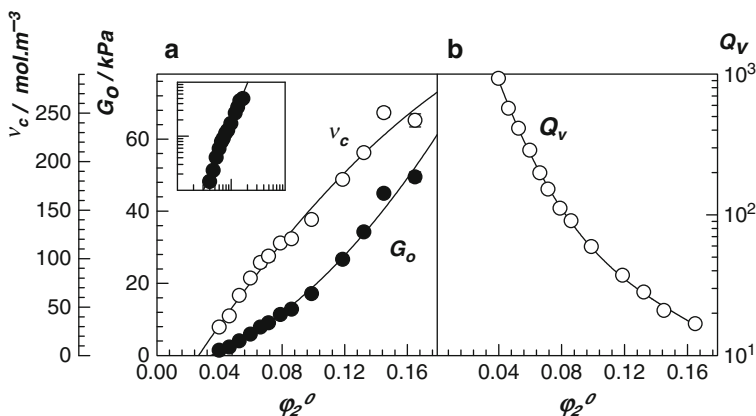 a
b
ν_c / mol.m⁻³
G_O / kPa
Q_V
250
200
150
100
50
0
60
40
20
0
ν_c
G_o
Q_v
10³
10²
10¹
0.00 0.04 0.08 0.12 0.16
0.04 0.08 0.12 0.16
φ₂⁰
φ₂⁰